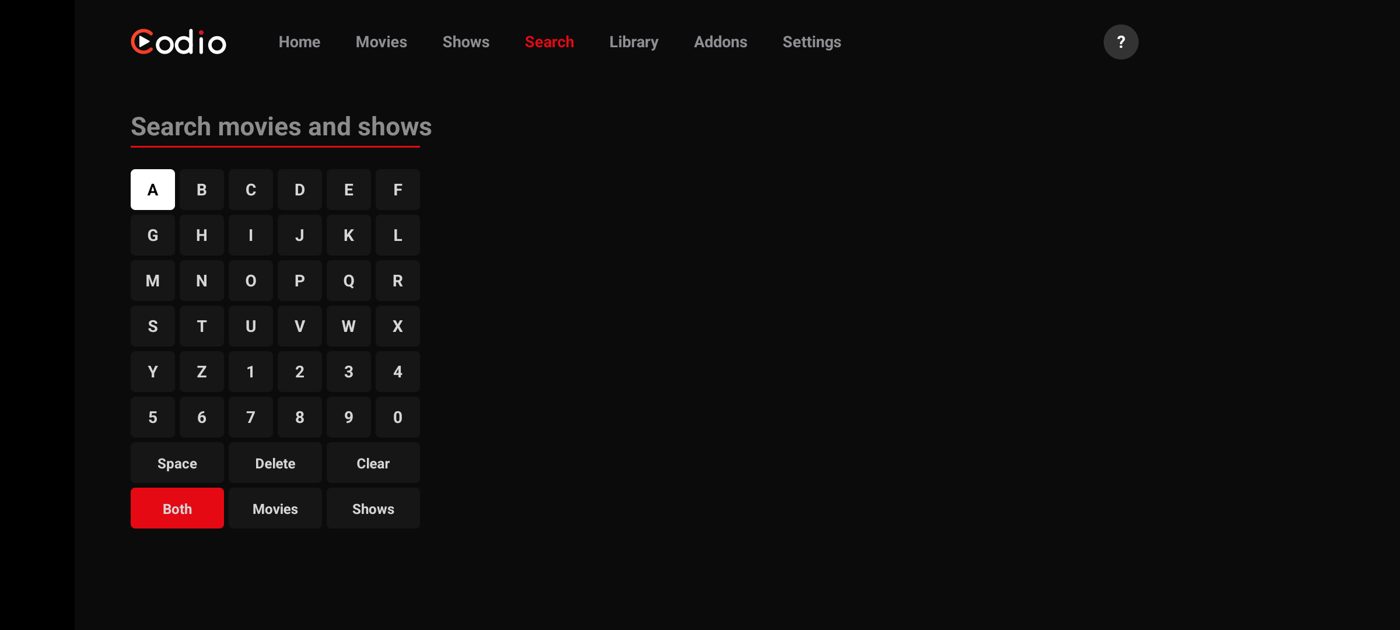 Codio Home Movies Shows Search Library Addons Settings ?
Search movies and shows
A B C D E F
G H I J K L
M N O P Q R
S T U V W X
Y Z 1 2 3 4
5 6 7 8 9 0
Space Delete Clear
Both Movies Shows